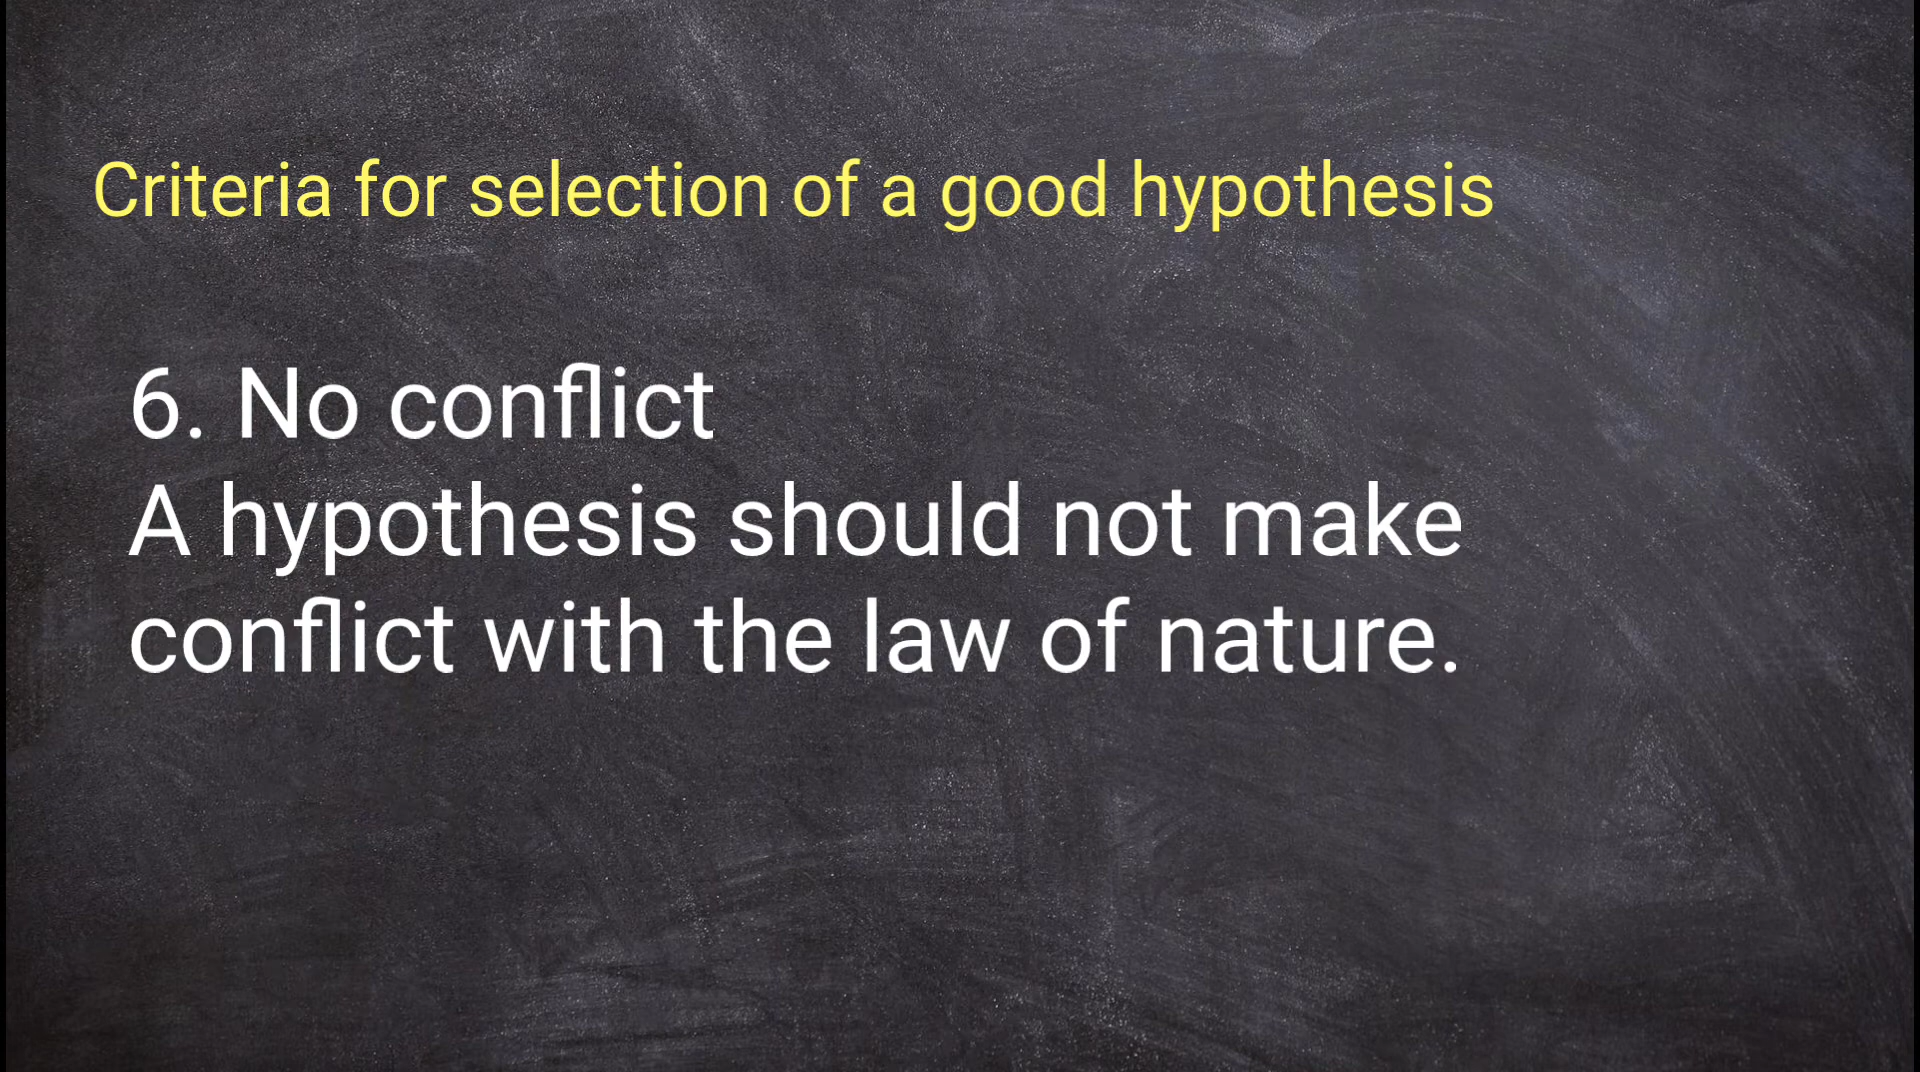 Criteria for selection of a good hypothesis
6. No conflict
A hypothesis should not make
conflict with the law of nature.